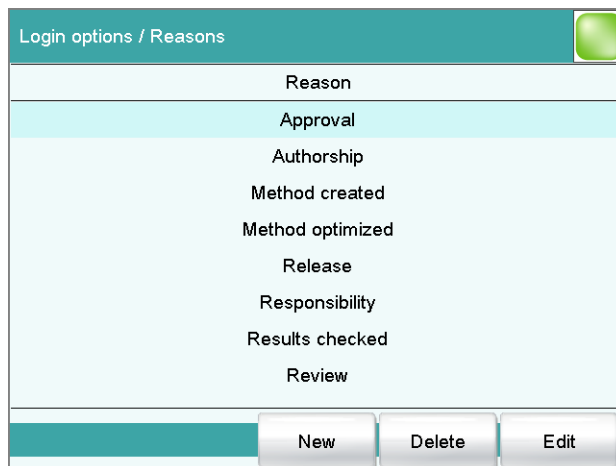 Login options / Reasons
Reason
Approval
Authorship
Method created
Method optimized
Release
Responsibility
Results checked
Review
New Delete Edit